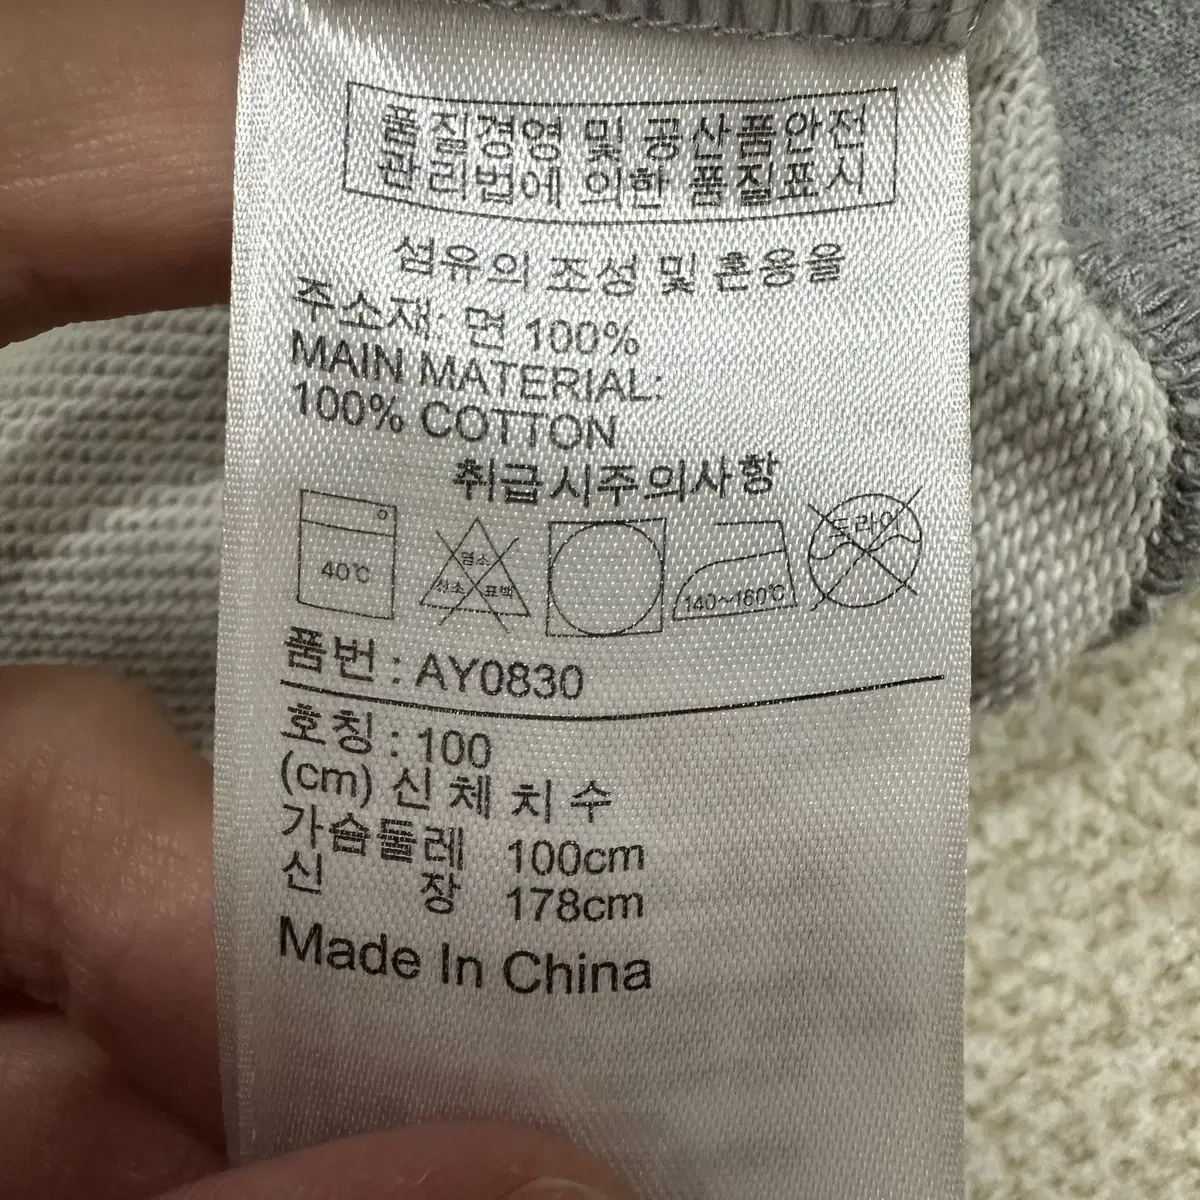 품질경영 및 공산품안전
관리법에 의한 품질표시
섬유의 조성 및 혼용율
주소재: 면 100%
MAIN MATERIAL:
100% COTTON
취급시주의사항
40℃
염소
산소 표백
140~160℃
드라이
품번 : AY0830
호칭 : 100
(cm) 신 체 치 수
가슴둘레 100cm
신 장 178cm
Made In China